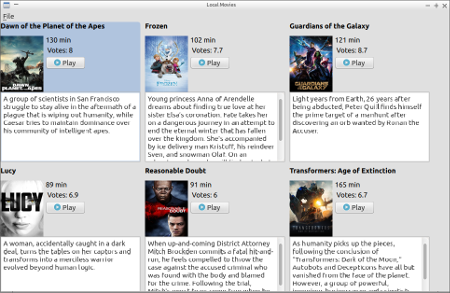 Local Movies
File
Dawn of the Planet of the Apes
130 min
Votes: 8
Play
A group of scientists in San Francisco
struggle to stay alive in the aftermath of a
plague that is wiping out humanity, while
Caesar tries to maintain dominance over
his community of intelligent apes.
Frozen
102 min
Votes: 7.7
Play
Young princess Anna of Arendelle
dreams about finding true love at her
sister Elsa's coronation. Fate takes her
on a dangerous journey in an attempt to
end the eternal winter that has fallen
over the kingdom. She's accompanied
by ice delivery man Kristoff, his reindeer
Sven, and snowman Olaf. On an
Guardians of the Galaxy
121 min
Votes: 8.7
Play
GUARDIANS
Light years from Earth, 26 years after
being abducted, Peter Quill finds himself
the prime target of a manhunt after
discovering an orb wanted by Ronan the
Accuser.
Lucy
LUCY
89 min
Votes: 6.9
Play
A woman, accidentally caught in a dark
deal, turns the tables on her captors and
transforms into a merciless warrior
evolved beyond human logic.
Reasonable Doubt
91 min
Votes: 6
Play
When up-and-coming District Attorney
Mitch Brockden commits a fatal hit-and-
run, he feels compelled to throw the
case against the accused criminal who
was found with the body and blamed
for the crime. Following the trial,
Transformers: Age of Extinction
165 min
Votes: 6.7
Play
As humanity picks up the pieces,
following the conclusion of
"Transformers: Dark of the Moon,"
Autobots and Decepticons have all but
vanished from the face of the planet.
However, a group of powerful,